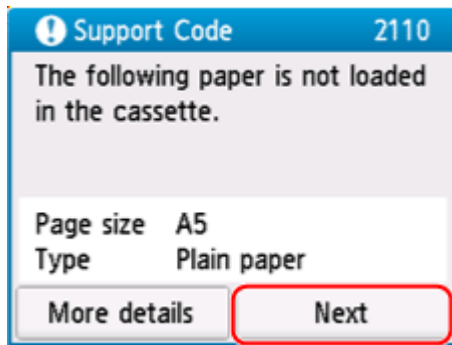 Support Code 2110
The following paper is not loaded
in the cassette.
Page size A5
Type Plain paper
More details Next